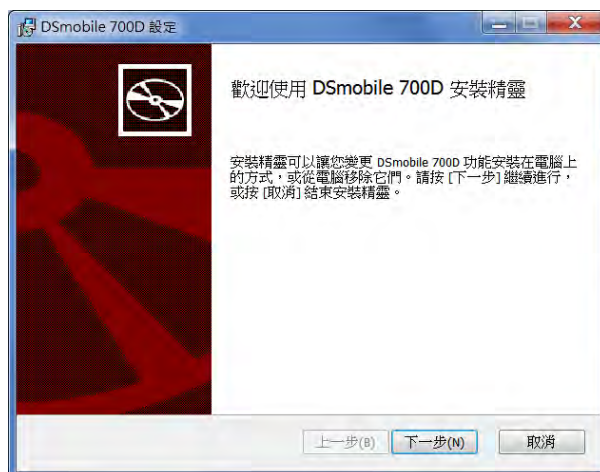 DSmobile 700D 設定
歡迎使用 DSmobile 700D 安裝精靈
安裝精靈可以讓您變更 DSmobile 700D 功能安裝在電腦上
的方式，或從電腦移除它們。請按 [下一步] 繼續進行，
或按 [取消] 結束安裝精靈。
上一步(B) 下一步(N) 取消